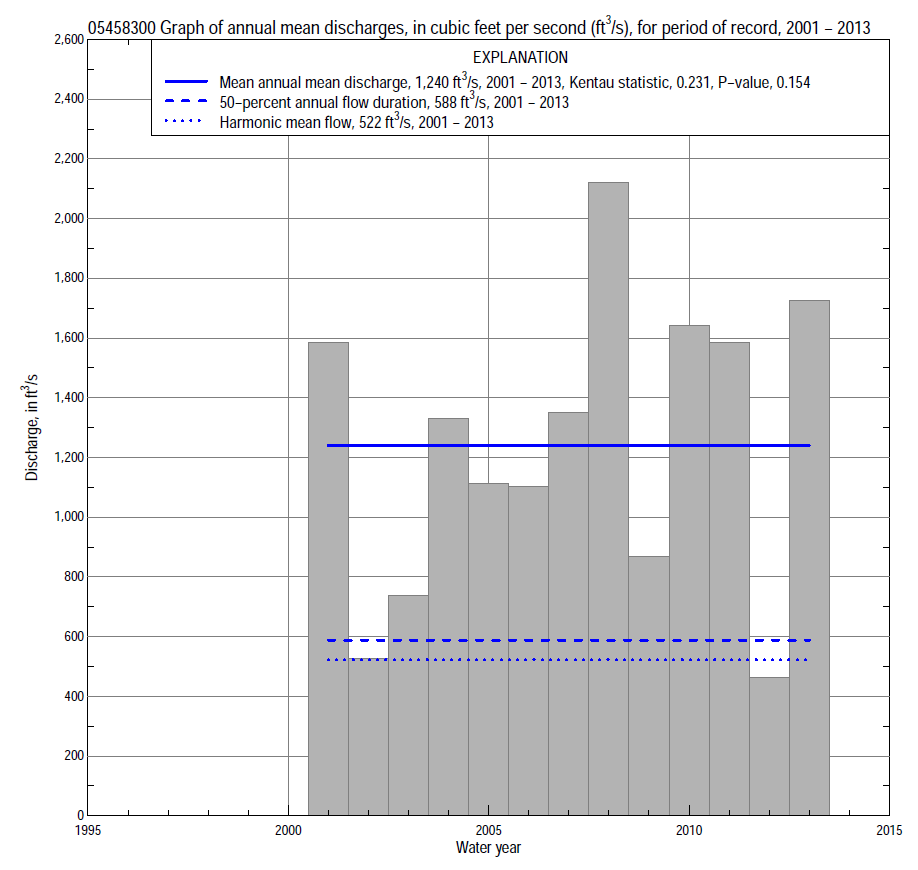 05458300 Graph of annual mean discharges, in cubic feet per second (ft³/s), for period of record, 2001 – 2013
EXPLANATION
Mean annual mean discharge, 1,240 ft³/s, 2001 – 2013, Kentau statistic, 0.231, P–value, 0.154
50–percent annual flow duration, 588 ft³/s, 2001 – 2013
Harmonic mean flow, 522 ft³/s, 2001 – 2013
2,600
2,400
2,200
2,000
1,800
1,600
1,400
1,200
1,000
800
600
400
200
0
Discharge, in ft³/s
1995 2000 2005 2010 2015
Water year